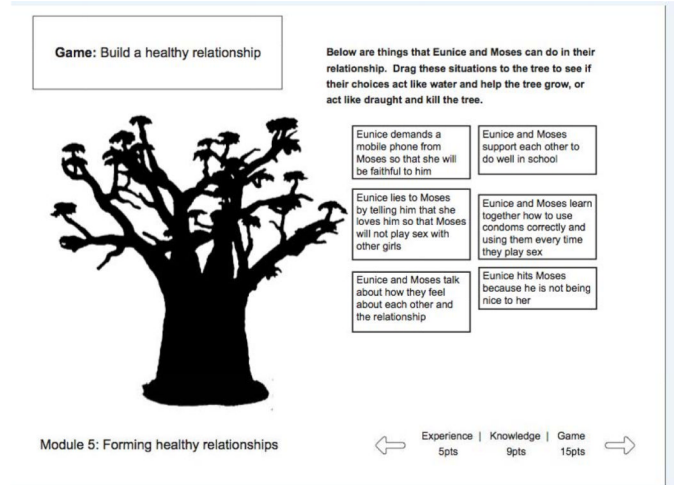 Game: Build a healthy relationship
Below are things that Eunice and Moses can do in their
relationship. Drag these situations to the tree to see if
their choices act like water and help the tree grow, or
act like draught and kill the tree.
Eunice demands a
mobile phone from
Moses so that she will
be faithful to him
Eunice and Moses
support each other to
do well in school
Eunice lies to Moses
by telling him that she
loves him so that Moses
will not play sex with
other girls
Eunice and Moses learn
together how to use
condoms correctly and
using them every time
they play sex
Eunice and Moses talk
about how they feel
about each other and
the relationship
Eunice hits Moses
because he is not being
nice to her
Module 5: Forming healthy relationships
Experience | Knowledge | Game
5pts 9pts 15pts